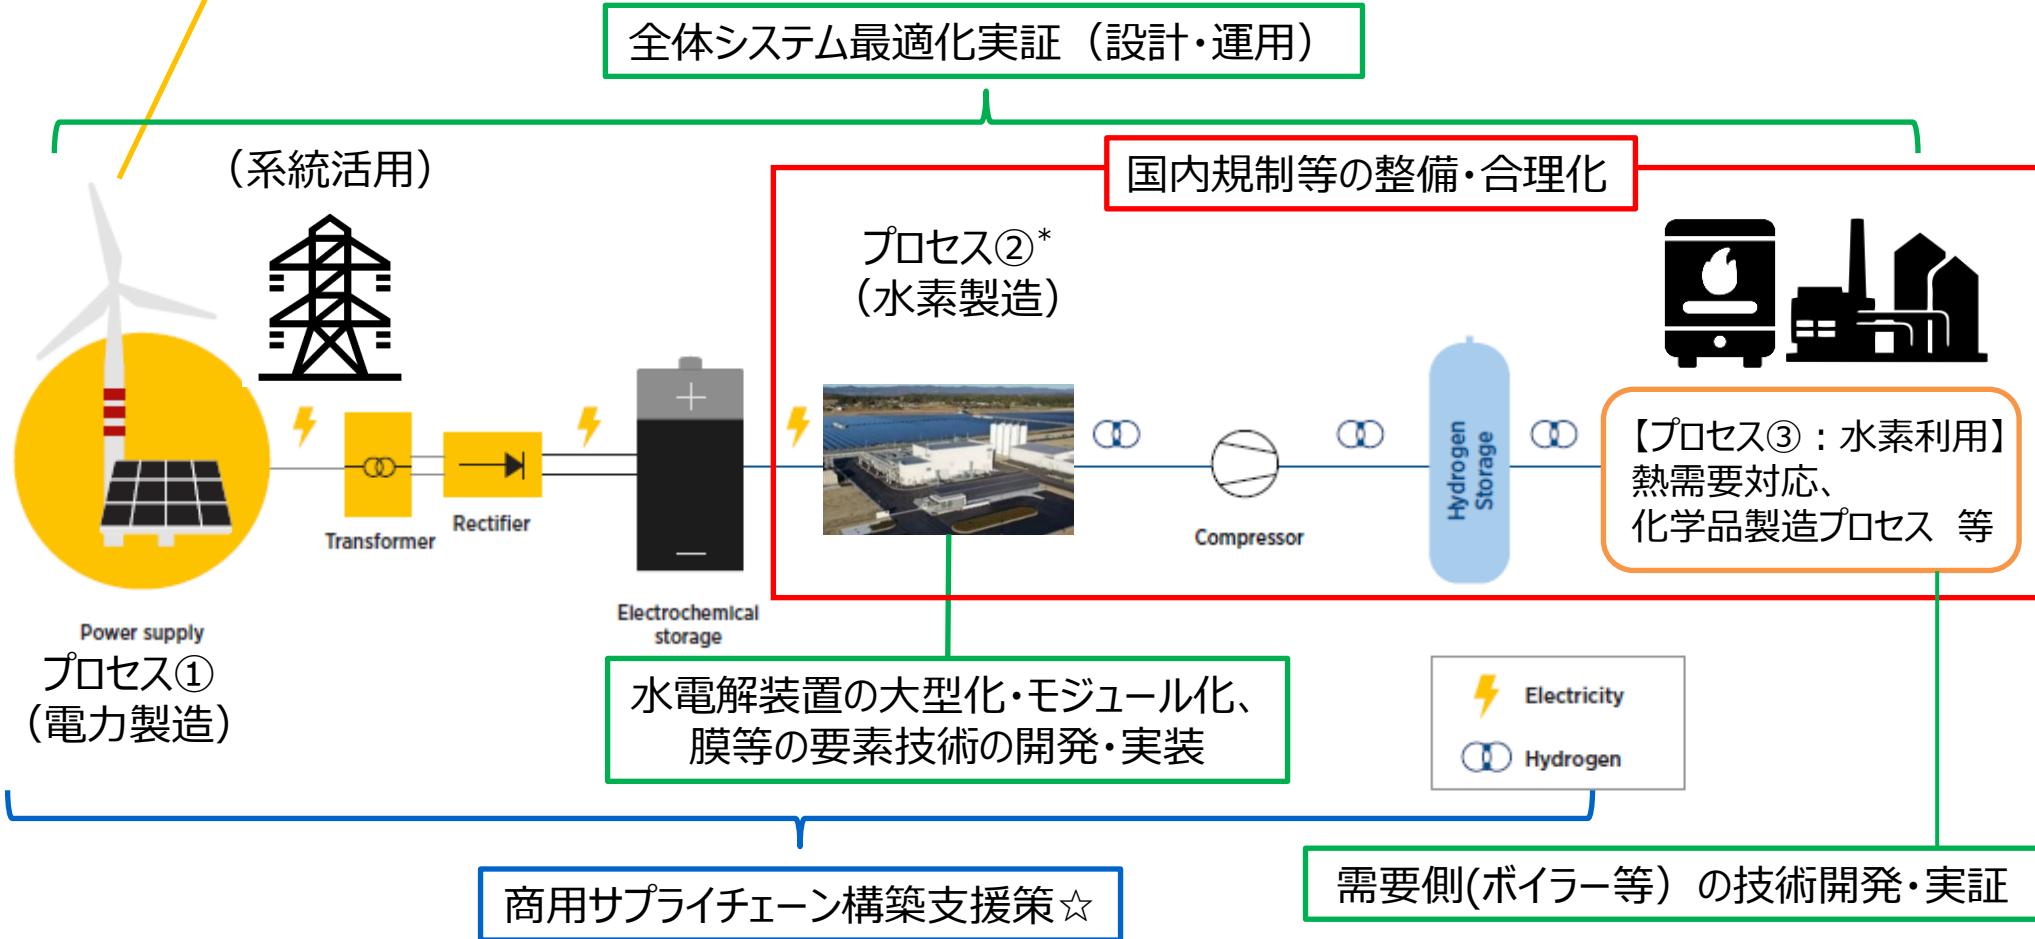 全体システム最適化実証（設計・運用）
（系統活用）
国内規制等の整備・合理化
プロセス②*
（水素製造）
Transformer
Rectifier
Electrochemical
storage
Compressor
Hydrogen
Storage
【プロセス③：水素利用】
熱需要対応、
化学品製造プロセス 等
Power supply
プロセス①
（電力製造）
水電解装置の大型化・モジュール化、
膜等の要素技術の開発・実装
Electricity
Hydrogen
商用サプライチェーン構築支援策☆
需要側(ボイラー等）の技術開発・実証